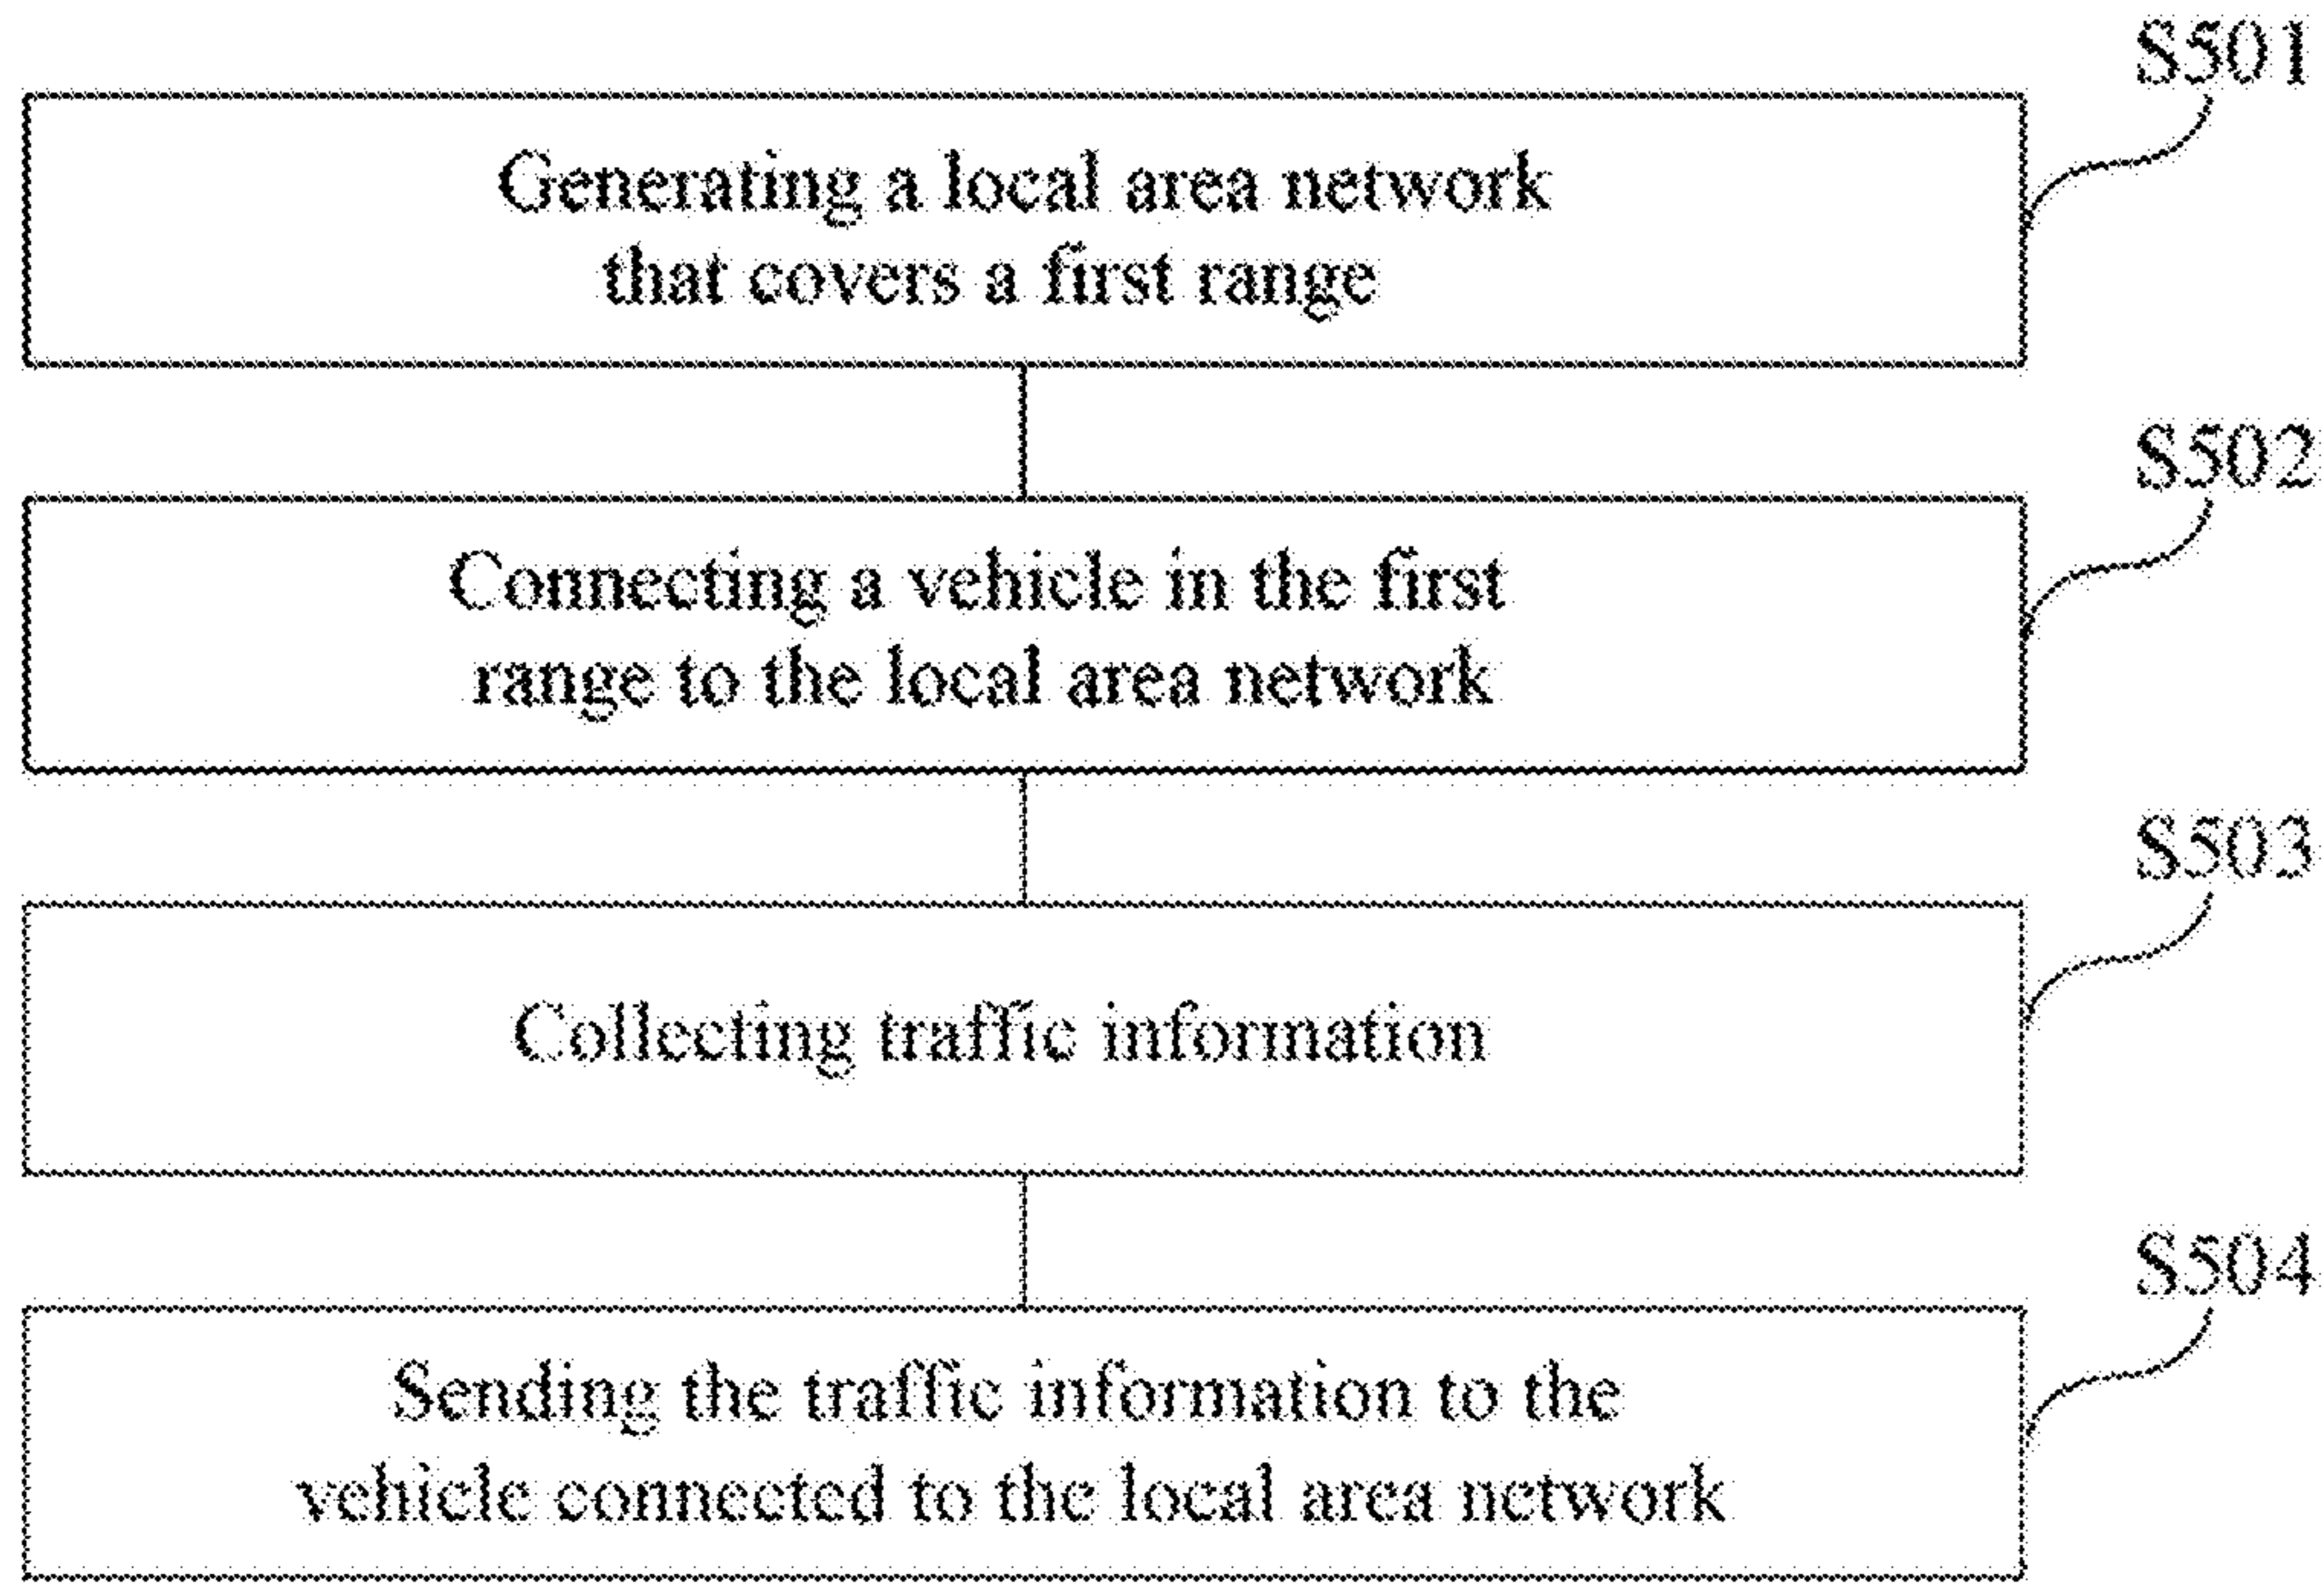 S501
Generating a local area network
that covers a first range
S502
Connecting a vehicle in the first
range to the local area network
S503
Collecting traffic information
S504
Sending the traffic information to the
vehicle connected to the local area network